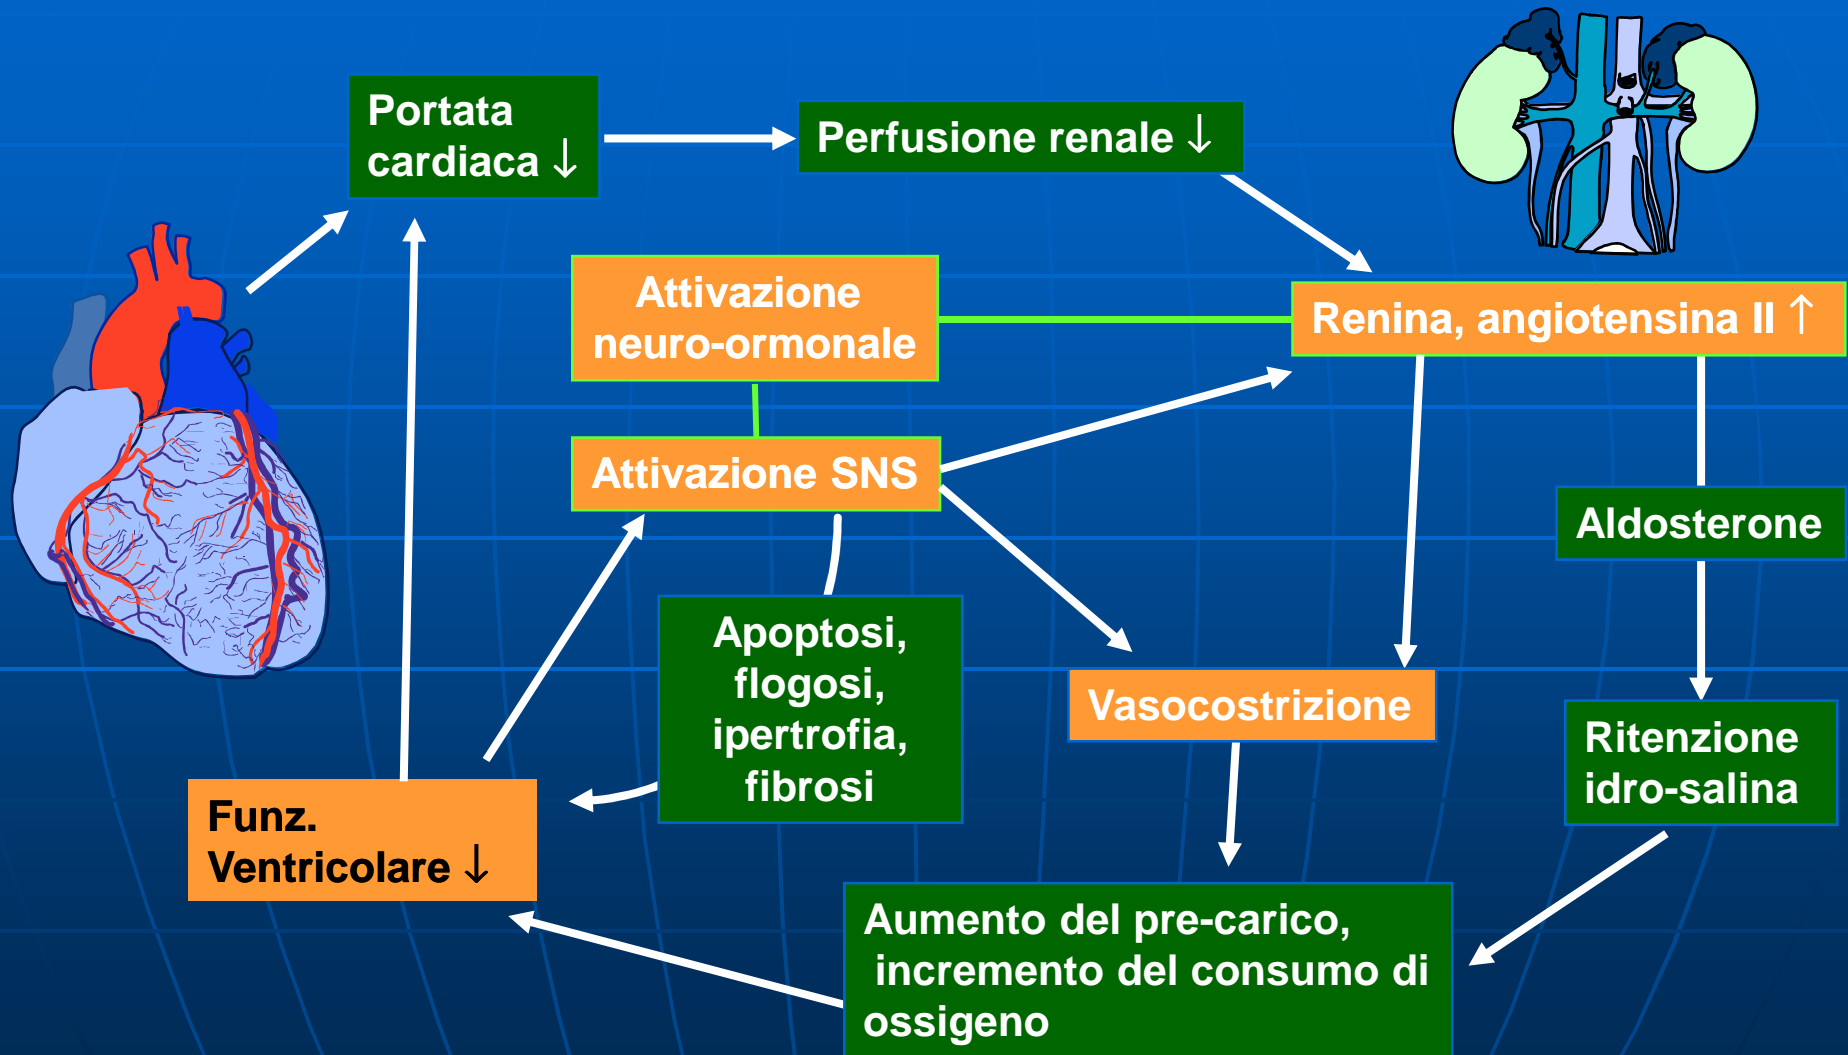 Portata
cardiaca ↓
Perfusione renale ↓
Attivazione
neuro-ormonale
Renina, angiotensina II ↑
Attivazione SNS
Aldosterone
Apoptosi,
flogosi,
ipertrofia,
fibrosi
Vasocostrizione
Ritenzione
idro-salina
Funz.
Ventricolare ↓
Aumento del pre-carico,
incremento del consumo di
ossigeno